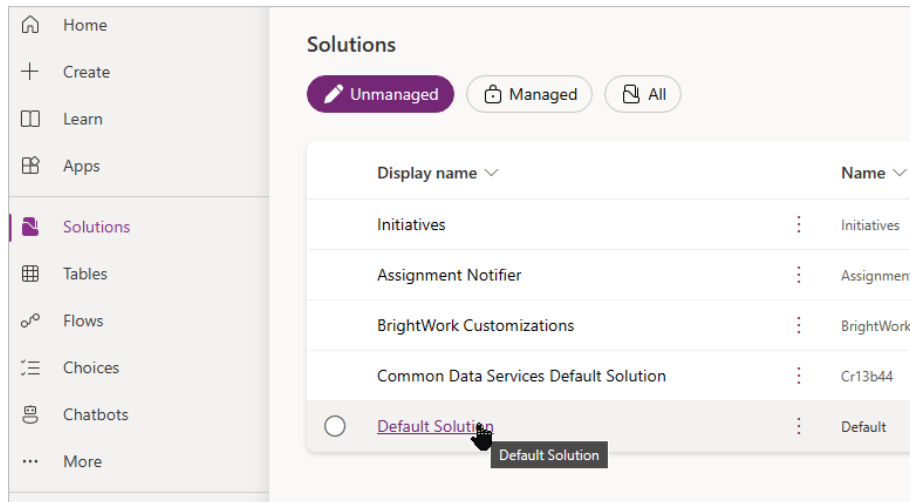 Home
Create
Learn
Apps
Solutions
Tables
Flows
Choices
Chatbots
More
Solutions
Unmanaged Managed All
Display name Name
Initiatives Initiatives
Assignment Notifier Assignmen
BrightWork Customizations BrightWork
Common Data Services Default Solution Cr13b44
Default Solution Default
Default Solution